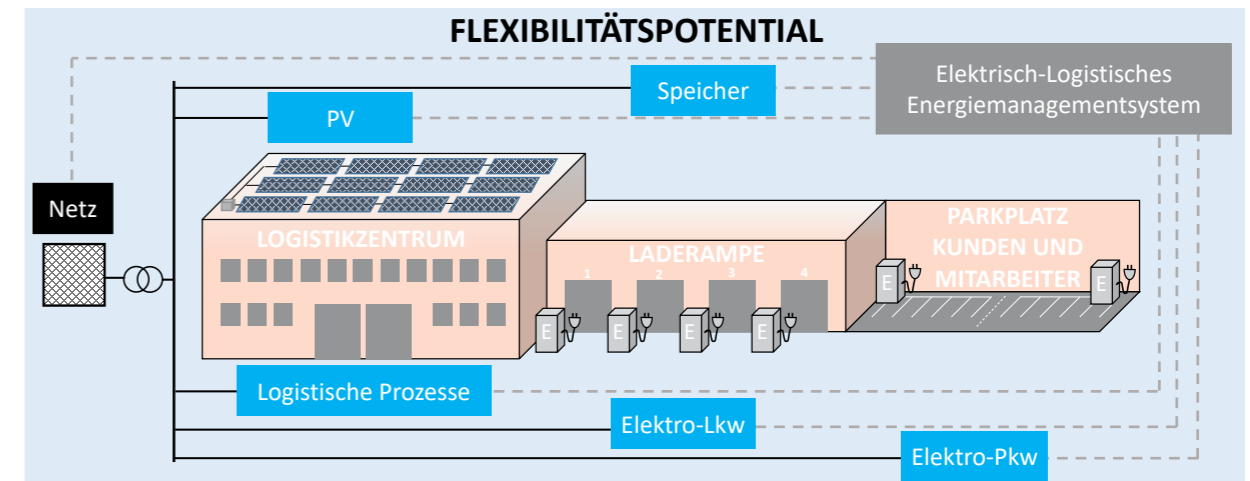 FLEXIBILITÄTSPOTENTIAL
Elektrisch-Logistisches
Energiemanagementsystem
Speicher
PV
Netz
LOGISTIKZENTRUM
LADERAMPE
1 2 3 4
PARKPLATZ
KUNDEN UND
MITARBEITER
E E
E E E E
Logistische Prozesse
Elektro-Lkw
Elektro-Pkw